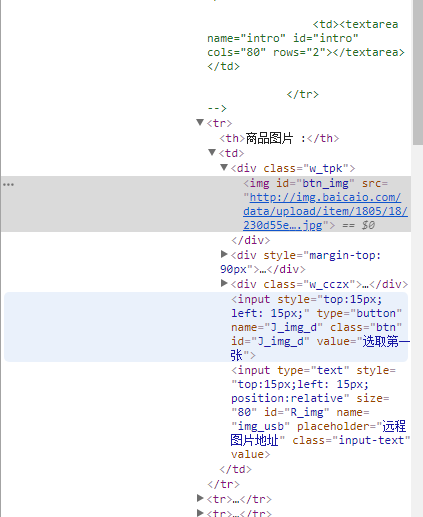 <td><textarea
name="intro" id="intro"
cols="80" rows="2"></textarea>
</td>
</tr>
-->
▼<tr>
<th>商品图片 :</th>
▼<td>
▼<div class="w_tpk">
… <img id="btn_img" src=
"http://img.baicaio.com/
data/upload/item/1805/18/
230d55e….jpg"> == $0
</div>
▶<div style="margin-top:
90px">…</div>
▶<div class="w_cczx">…</div>
<input style="top:15px;
left: 15px;" type="button"
name="J_img_d" class="btn"
id="J_img_d" value="选取第一
张">
<input type="text" style=
"top:15px;left: 15px;
position:relative" size=
"80" id="R_img" name=
"img_usb" placeholder="远程
图片地址" class="input-text"
value>
</td>
</tr>
▶<tr>…</tr>
▶<tr>…</tr>